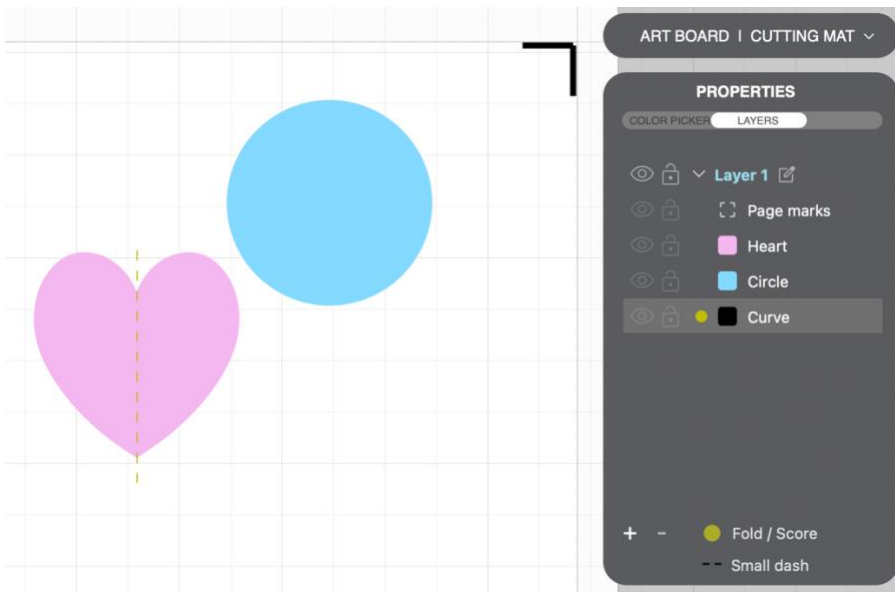 ART BOARD | CUTTING MAT
PROPERTIES
COLOR PICKER LAYERS
Layer 1
Page marks
Heart
Circle
Curve
+ - Fold / Score
Small dash